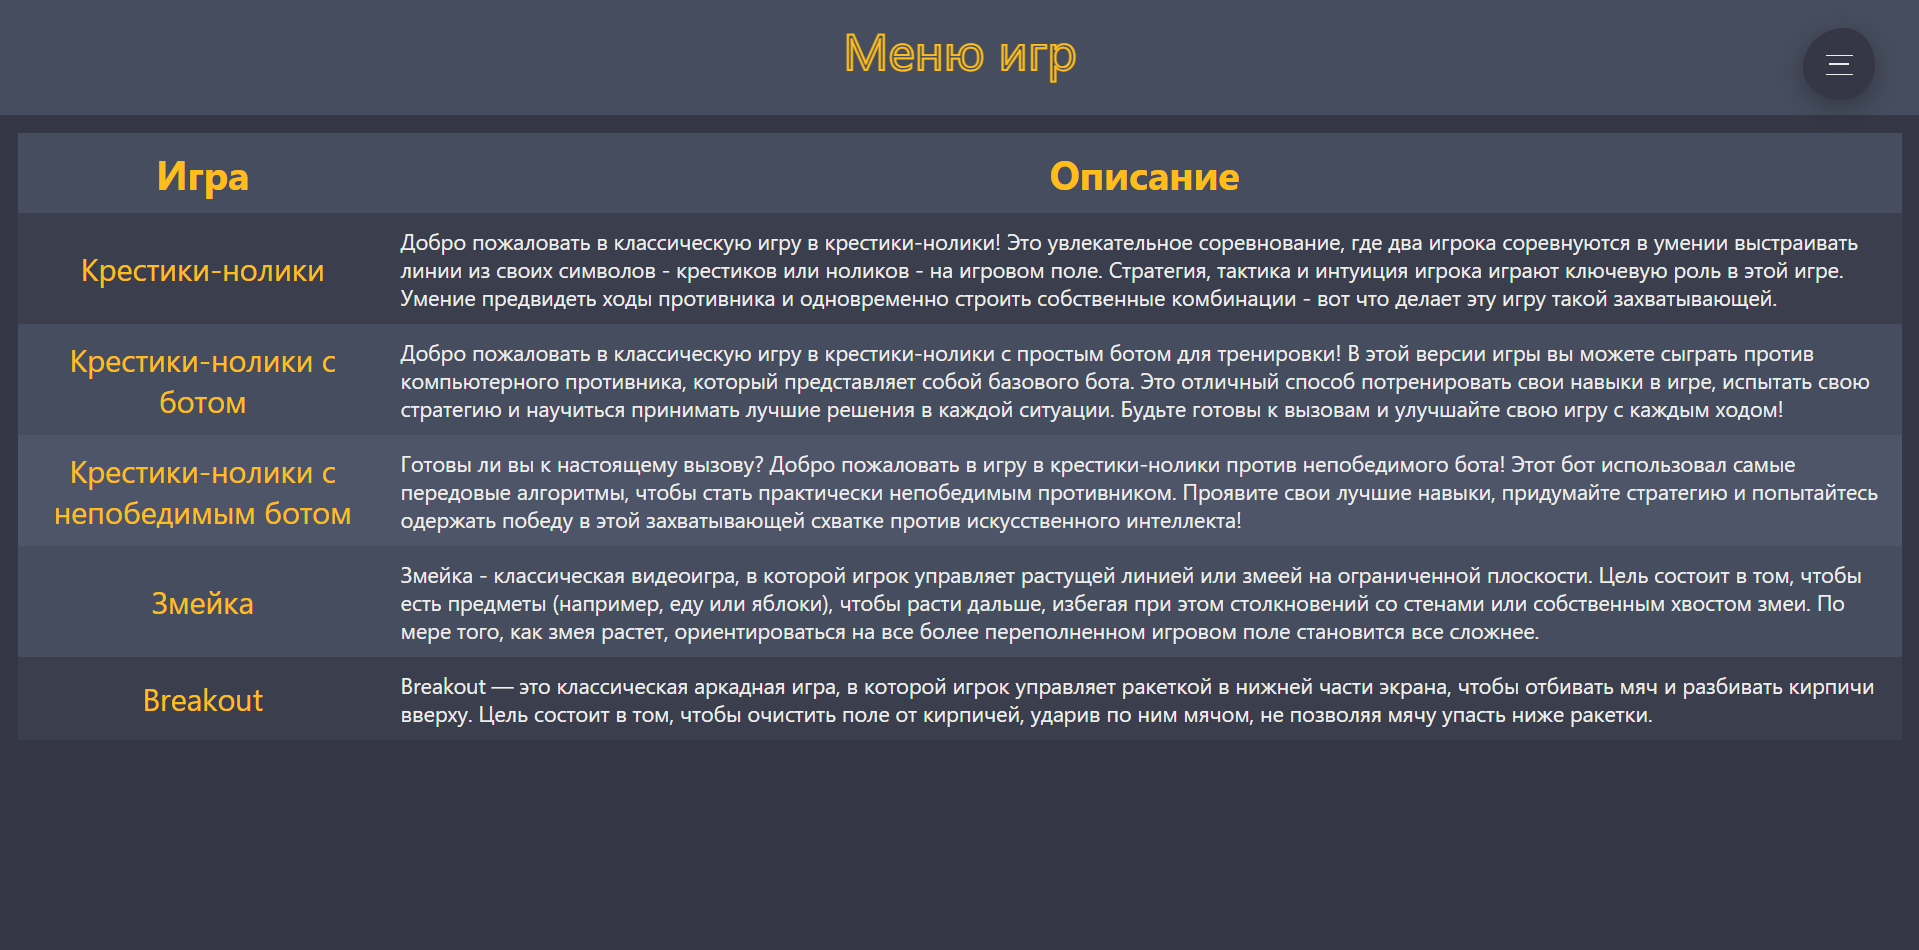 Меню игр
Игра
Описание
Крестики-нолики
Добро пожаловать в классическую игру в крестики-нолики! Это увлекательное соревнование, где два игрока соревнуются в умении выстраивать
линии из своих символов - крестиков или ноликов - на игровом поле. Стратегия, тактика и интуиция игрока играют ключевую роль в этой игре.
Умение предвидеть ходы противника и одновременно строить собственные комбинации - вот что делает эту игру такой захватывающей.
Крестики-нолики с
ботом
Добро пожаловать в классическую игру в крестики-нолики с простым ботом для тренировки! В этой версии игры вы можете сыграть против
компьютерного противника, который представляет собой базового бота. Это отличный способ потренировать свои навыки в игре, испытать свою
стратегию и научиться принимать лучшие решения в каждой ситуации. Будьте готовы к вызовам и улучшайте свою игру с каждым ходом!
Крестики-нолики с
непобедимым ботом
Готовы ли вы к настоящему вызову? Добро пожаловать в игру в крестики-нолики против непобедимого бота! Этот бот использовал самые
передовые алгоритмы, чтобы стать практически непобедимым противником. Проявите свои лучшие навыки, придумайте стратегию и попытайтесь
одержать победу в этой захватывающей схватке против искусственного интеллекта!
Змейка
Змейка - классическая видеоигра, в которой игрок управляет растущей линией или змеей на ограниченной плоскости. Цель состоит в том, чтобы
есть предметы (например, еду или яблоки), чтобы расти дальше, избегая при этом столкновений со стенами или собственным хвостом змеи. По
мере того, как змея растет, ориентироваться на все более переполненном игровом поле становится все сложнее.
Breakout
Breakout — это классическая аркадная игра, в которой игрок управляет ракеткой в нижней части экрана, чтобы отбивать мяч и разбивать кирпичи
вверху. Цель состоит в том, чтобы очистить поле от кирпичей, ударив по ним мячом, не позволяя мячу упасть ниже ракетки.